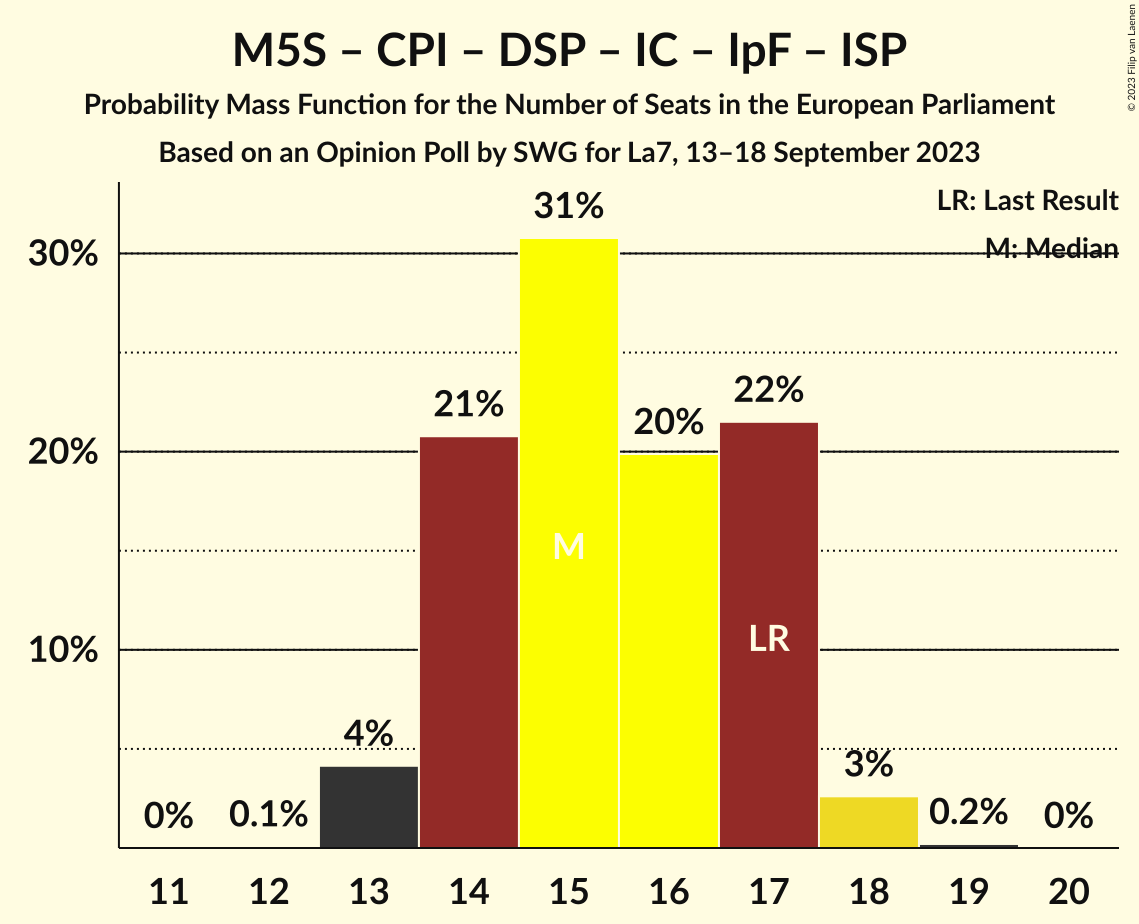 M5S – CPI – DSP – IC – IpF – ISP
Probability Mass Function for the Number of Seats in the European Parliament
Based on an Opinion Poll by SWG for La7, 13–18 September 2023
© 2023 Filip van Laenen
LR: Last Result
M: Median
30%
20%
10%
0%
0.1%
4%
21%
31%
20%
22%
3%
0.2%
0%
M
LR
11 12 13 14 15 16 17 18 19 20